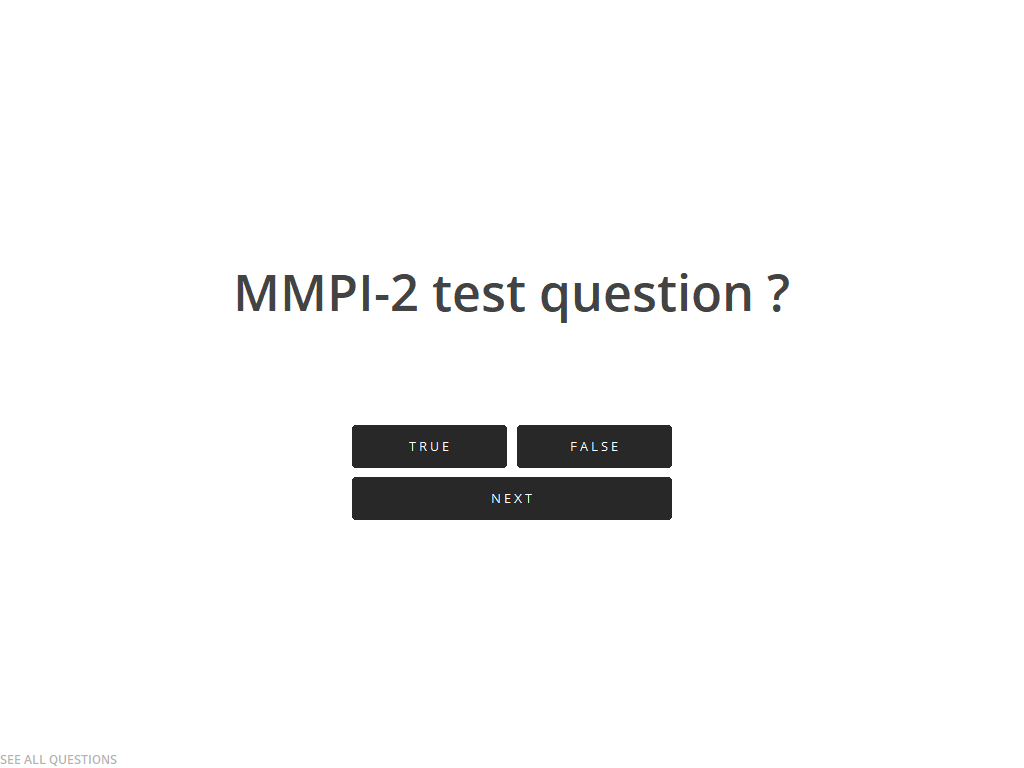 MMPI-2 test question ?
TRUE
FALSE
NEXT
SEE ALL QUESTIONS